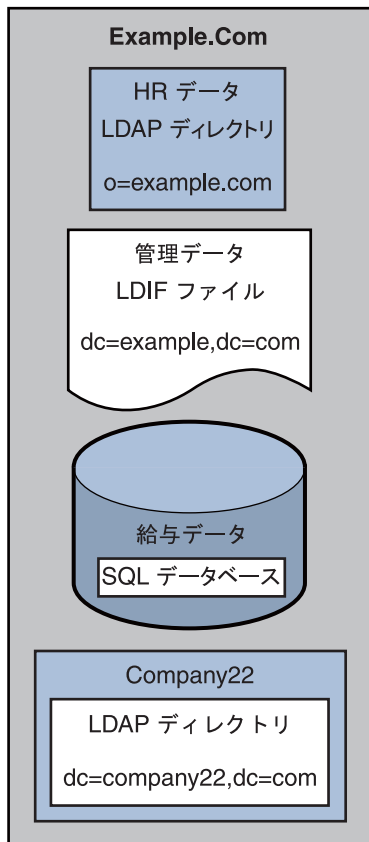 Example.Com
HR データ
LDAP ディレクトリ
o=example.com
管理データ
LDIF ファイル
dc=example,dc=com
給与データ
SQL データベース
Company22
LDAP ディレクトリ
dc=company22,dc=com